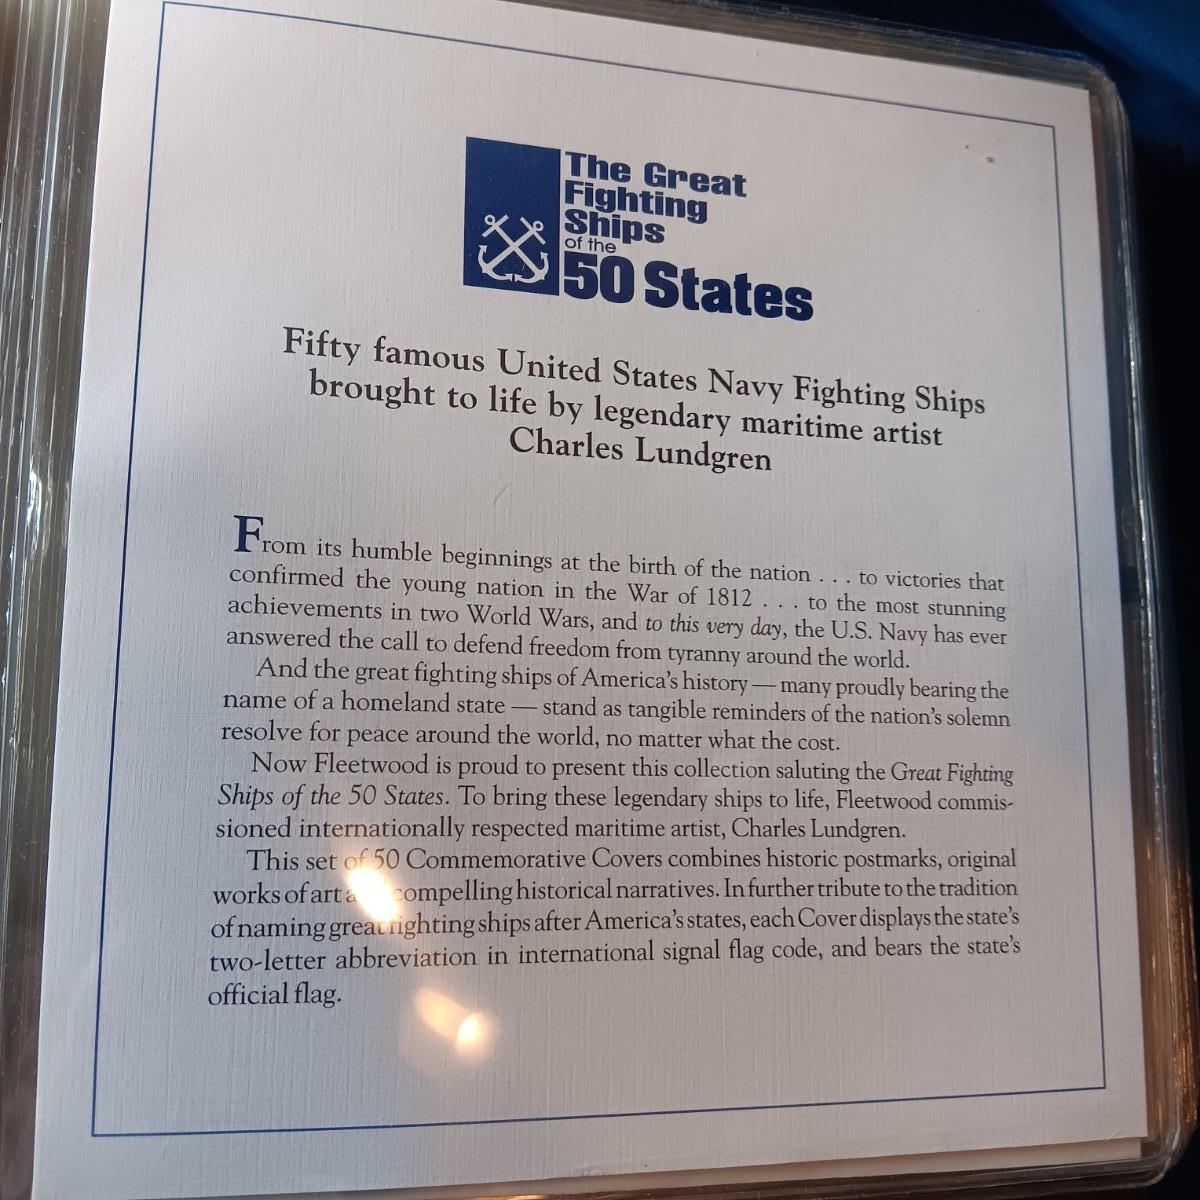 The Great
Fighting
Ships
of the
50 States
Fifty famous United States Navy Fighting Ships
brought to life by legendary maritime artist
Charles Lundgren
From its humble beginnings at the birth of the nation . . . to victories that
confirmed the young nation in the War of 1812 . . . to the most stunning
achievements in two World Wars, and to this very day, the U.S. Navy has ever
answered the call to defend freedom from tyranny around the world.
And the great fighting ships of America's history — many proudly bearing the
name of a homeland state — stand as tangible reminders of the nation's solemn
resolve for peace around the world, no matter what the cost.
Now Fleetwood is proud to present this collection saluting the Great Fighting
Ships of the 50 States. To bring these legendary ships to life, Fleetwood commis-
sioned internationally respected maritime artist, Charles Lundgren.
This set of 50 Commemorative Covers combines historic postmarks, original
works of art compelling historical narratives. In further tribute to the tradition
of naming great fighting ships after America's states, each Cover displays the state's
two-letter abbreviation in international signal flag code, and bears the state's
official flag.